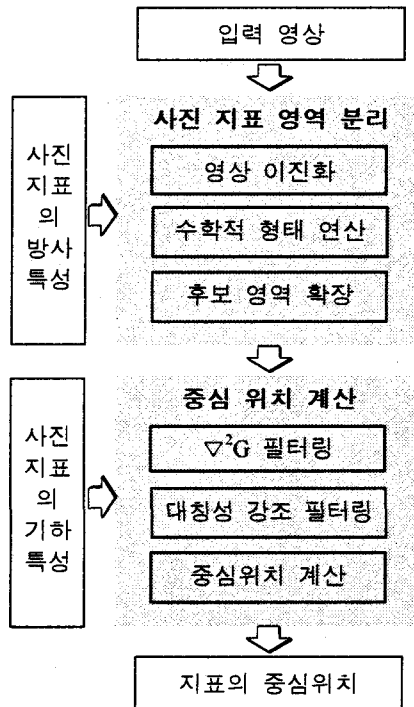 입력 영상
사진 지표 영역 분리
사진
지표
의
방사
특성
영상 이진화
수학적 형태 연산
후보 영역 확장
중심 위치 계산
사진
지표
의
기하
특성
▽²G 필터링
대칭성 강조 필터링
중심위치 계산
지표의 중심위치